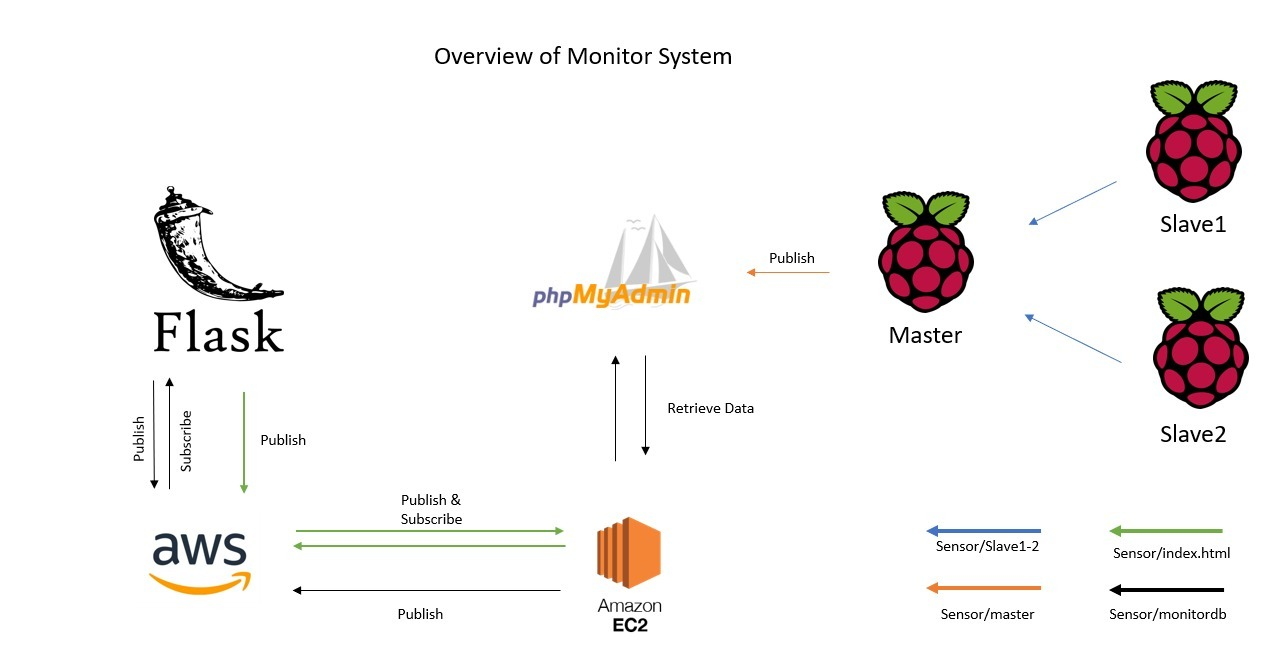 Overview of Monitor System
Slave1
Flask
phpMyAdmin
Publish
Master
Slave2
Publish
Subscribe
Publish
Retrieve Data
Publish &
Subscribe
aws
Publish
Amazon
EC2
Sensor/Slave1-2
Sensor/index.html
Sensor/master
Sensor/monitordb